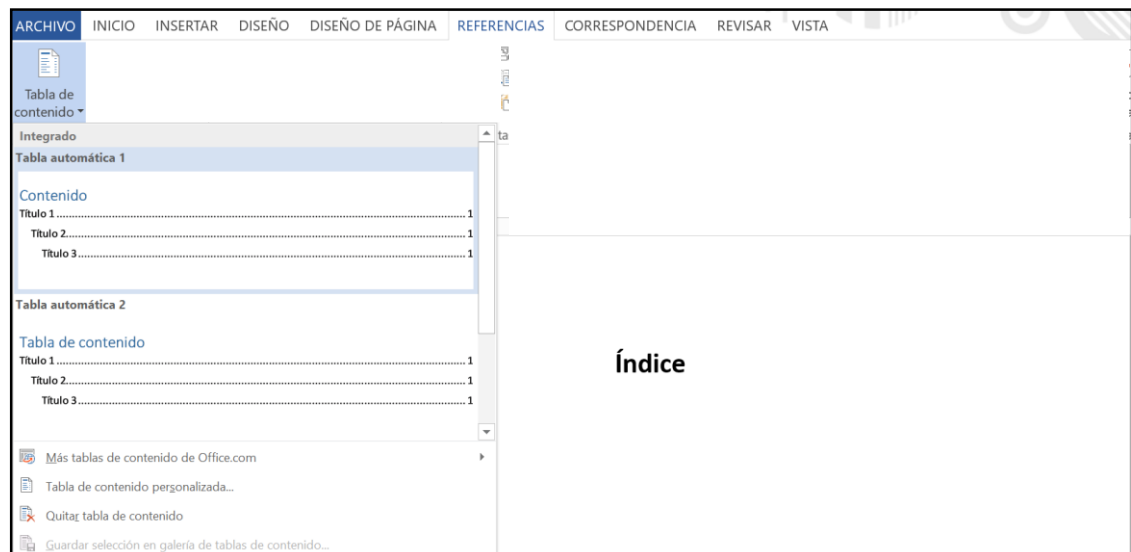 ARCHIVO INICIO INSERTAR DISEÑO DISEÑO DE PÁGINA REFERENCIAS CORRESPONDENCIA REVISAR VISTA
Tabla de
contenido
Integrado
ta
Tabla automática 1
Contenido
Título 1 1
Título 2 1
Título 3 1
Tabla automática 2
Tabla de contenido
Título 1 1
Título 2 1
Título 3 1
Índice
Más tablas de contenido de Office.com
Tabla de contenido personalizada...
Quitar tabla de contenido
Guardar selección en galería de tablas de contenido...